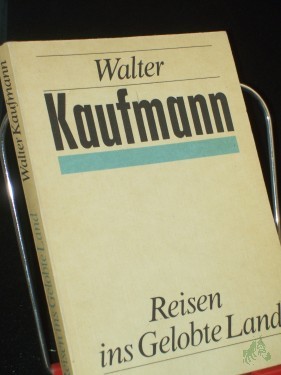 Walter
Kaufmann
Reisen
ins Gelobte Land
Walter Kaufmann
Reisen ins Gelobte Land